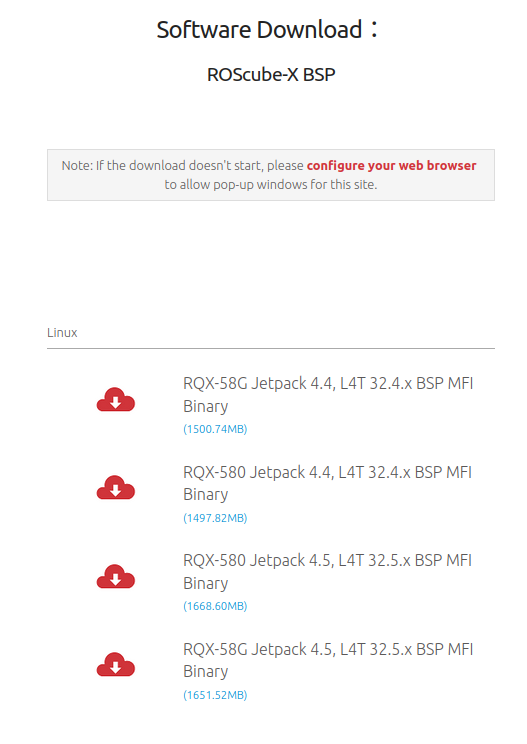 Software Download：
ROScube-X BSP
Note: If the download doesn't start, please configure your web browser
to allow pop-up windows for this site.
Linux
RQX-58G Jetpack 4.4, L4T 32.4.x BSP MFI
Binary
(1500.74MB)
RQX-580 Jetpack 4.4, L4T 32.4.x BSP MFI
Binary
(1497.82MB)
RQX-580 Jetpack 4.5, L4T 32.5.x BSP MFI
Binary
(1668.60MB)
RQX-58G Jetpack 4.5, L4T 32.5.x BSP MFI
Binary
(1651.52MB)